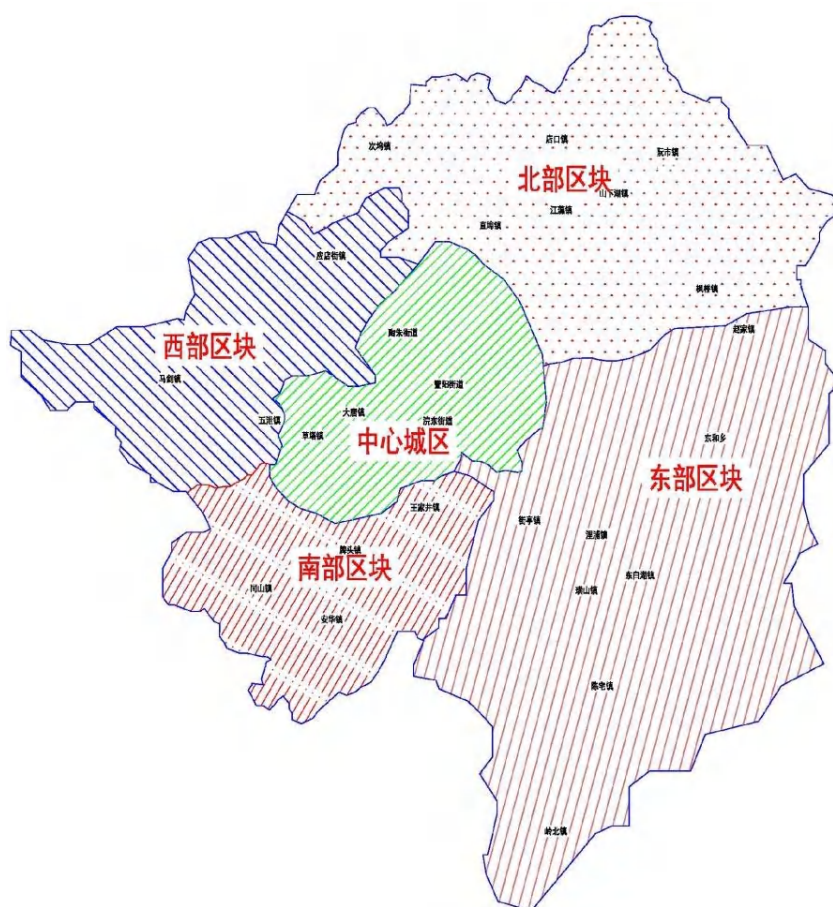 店口镇
次坞镇
阮市镇
北部区块
山下湖镇
江藻镇
直埠镇
应店街镇
枫桥镇
赵家镇
陶朱街道
西部区块
马剑镇
暨阳街道
大唐镇
五泄镇
浣东街道
草塔镇
中心城区
东和乡
东部区块
王家井镇
街亭镇
浬浦镇
牌头镇
南部区块
东白湖镇
同山镇
璜山镇
安华镇
陈宅镇
岭北镇